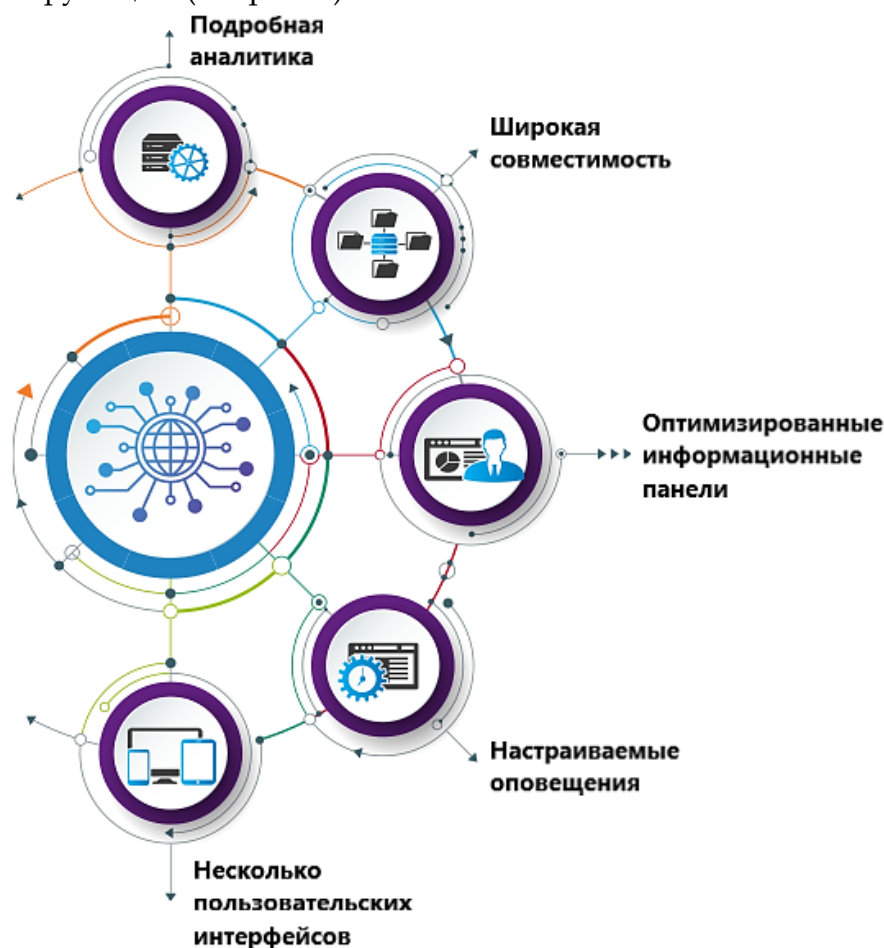 Подробная
аналитика
Широкая
совместимость
Оптимизированные
информационные
панели
Настраиваемые
оповещения
Несколько
пользовательских
интерфейсов